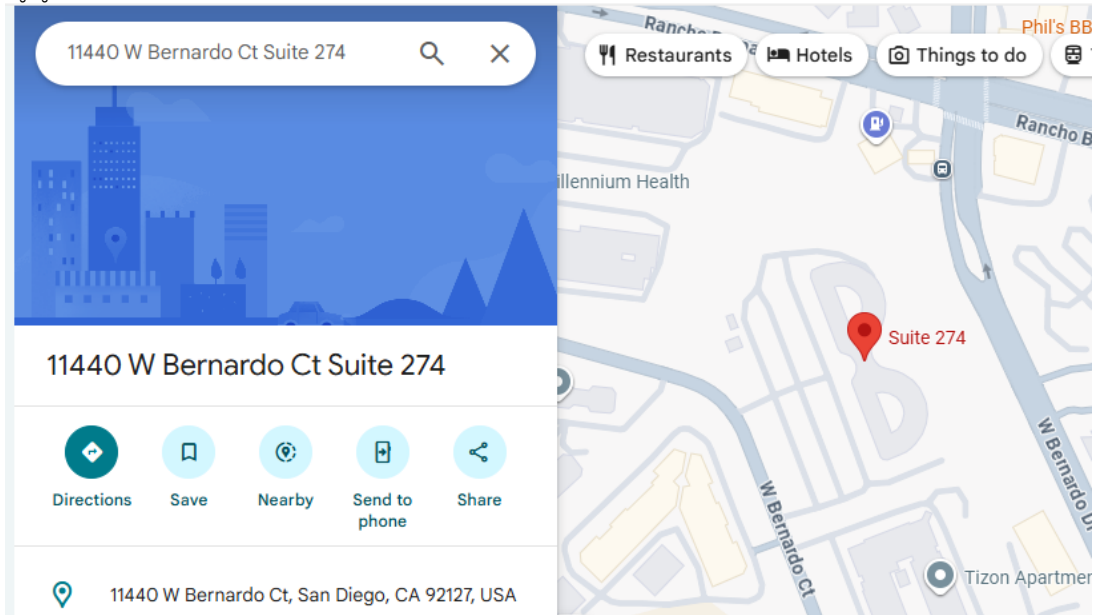 11440 W Bernardo Ct Suite 274
11440 W Bernardo Ct Suite 274
Directions
Save
Nearby
Send to
phone
Share
11440 W Bernardo Ct, San Diego, CA 92127, USA
Rancho
Phil's BB
Restaurants
Hotels
Things to do
Rancho B
illennium Health
Suite 274
W Bernardo Dr
W Bernardo Ct
Tizon Apartmen